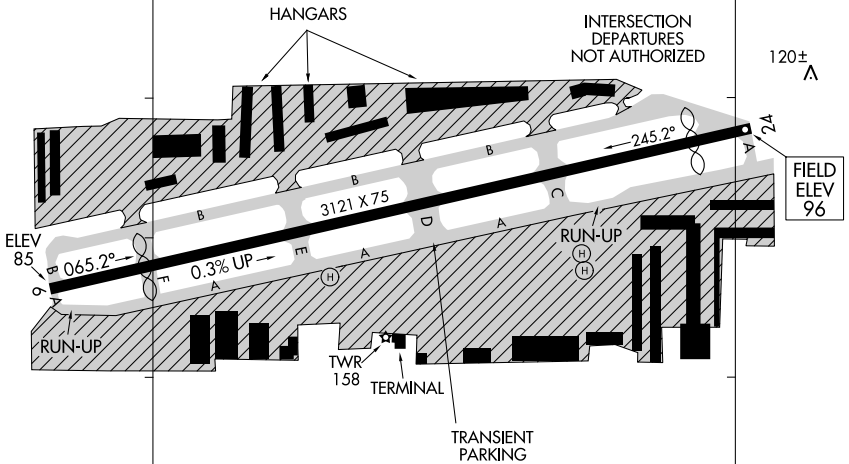 HANGARS
INTERSECTION
DEPARTURES
NOT AUTHORIZED
120±
24
245.2°
A
B
B
B
FIELD
ELEV
96
3121 X 75
C
D
A
RUN-UP
ELEV
85
065.2°
0.3% UP
E
A
F
A
B
6
A
H
H
H
RUN-UP
TWR
158
TERMINAL
TRANSIENT
PARKING